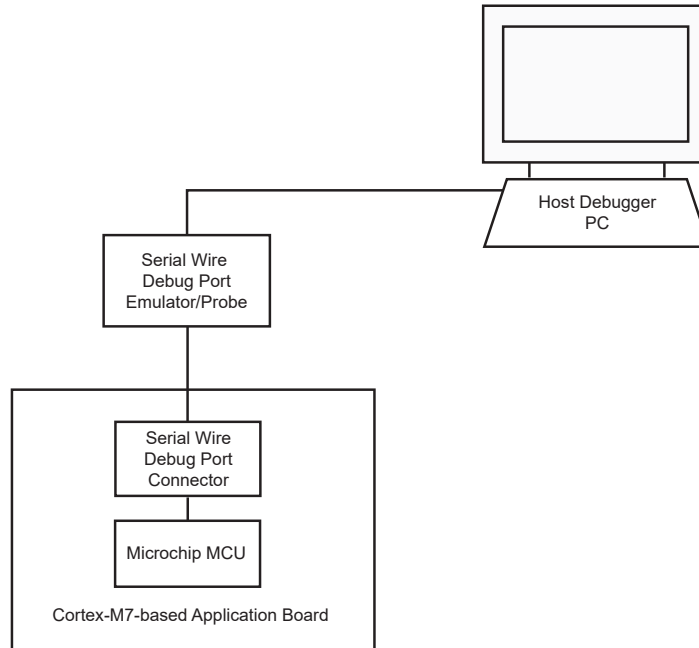 Host Debugger
PC
Serial Wire
Debug Port
Emulator/Probe
Serial Wire
Debug Port
Connector
Microchip MCU
Cortex-M7-based Application Board